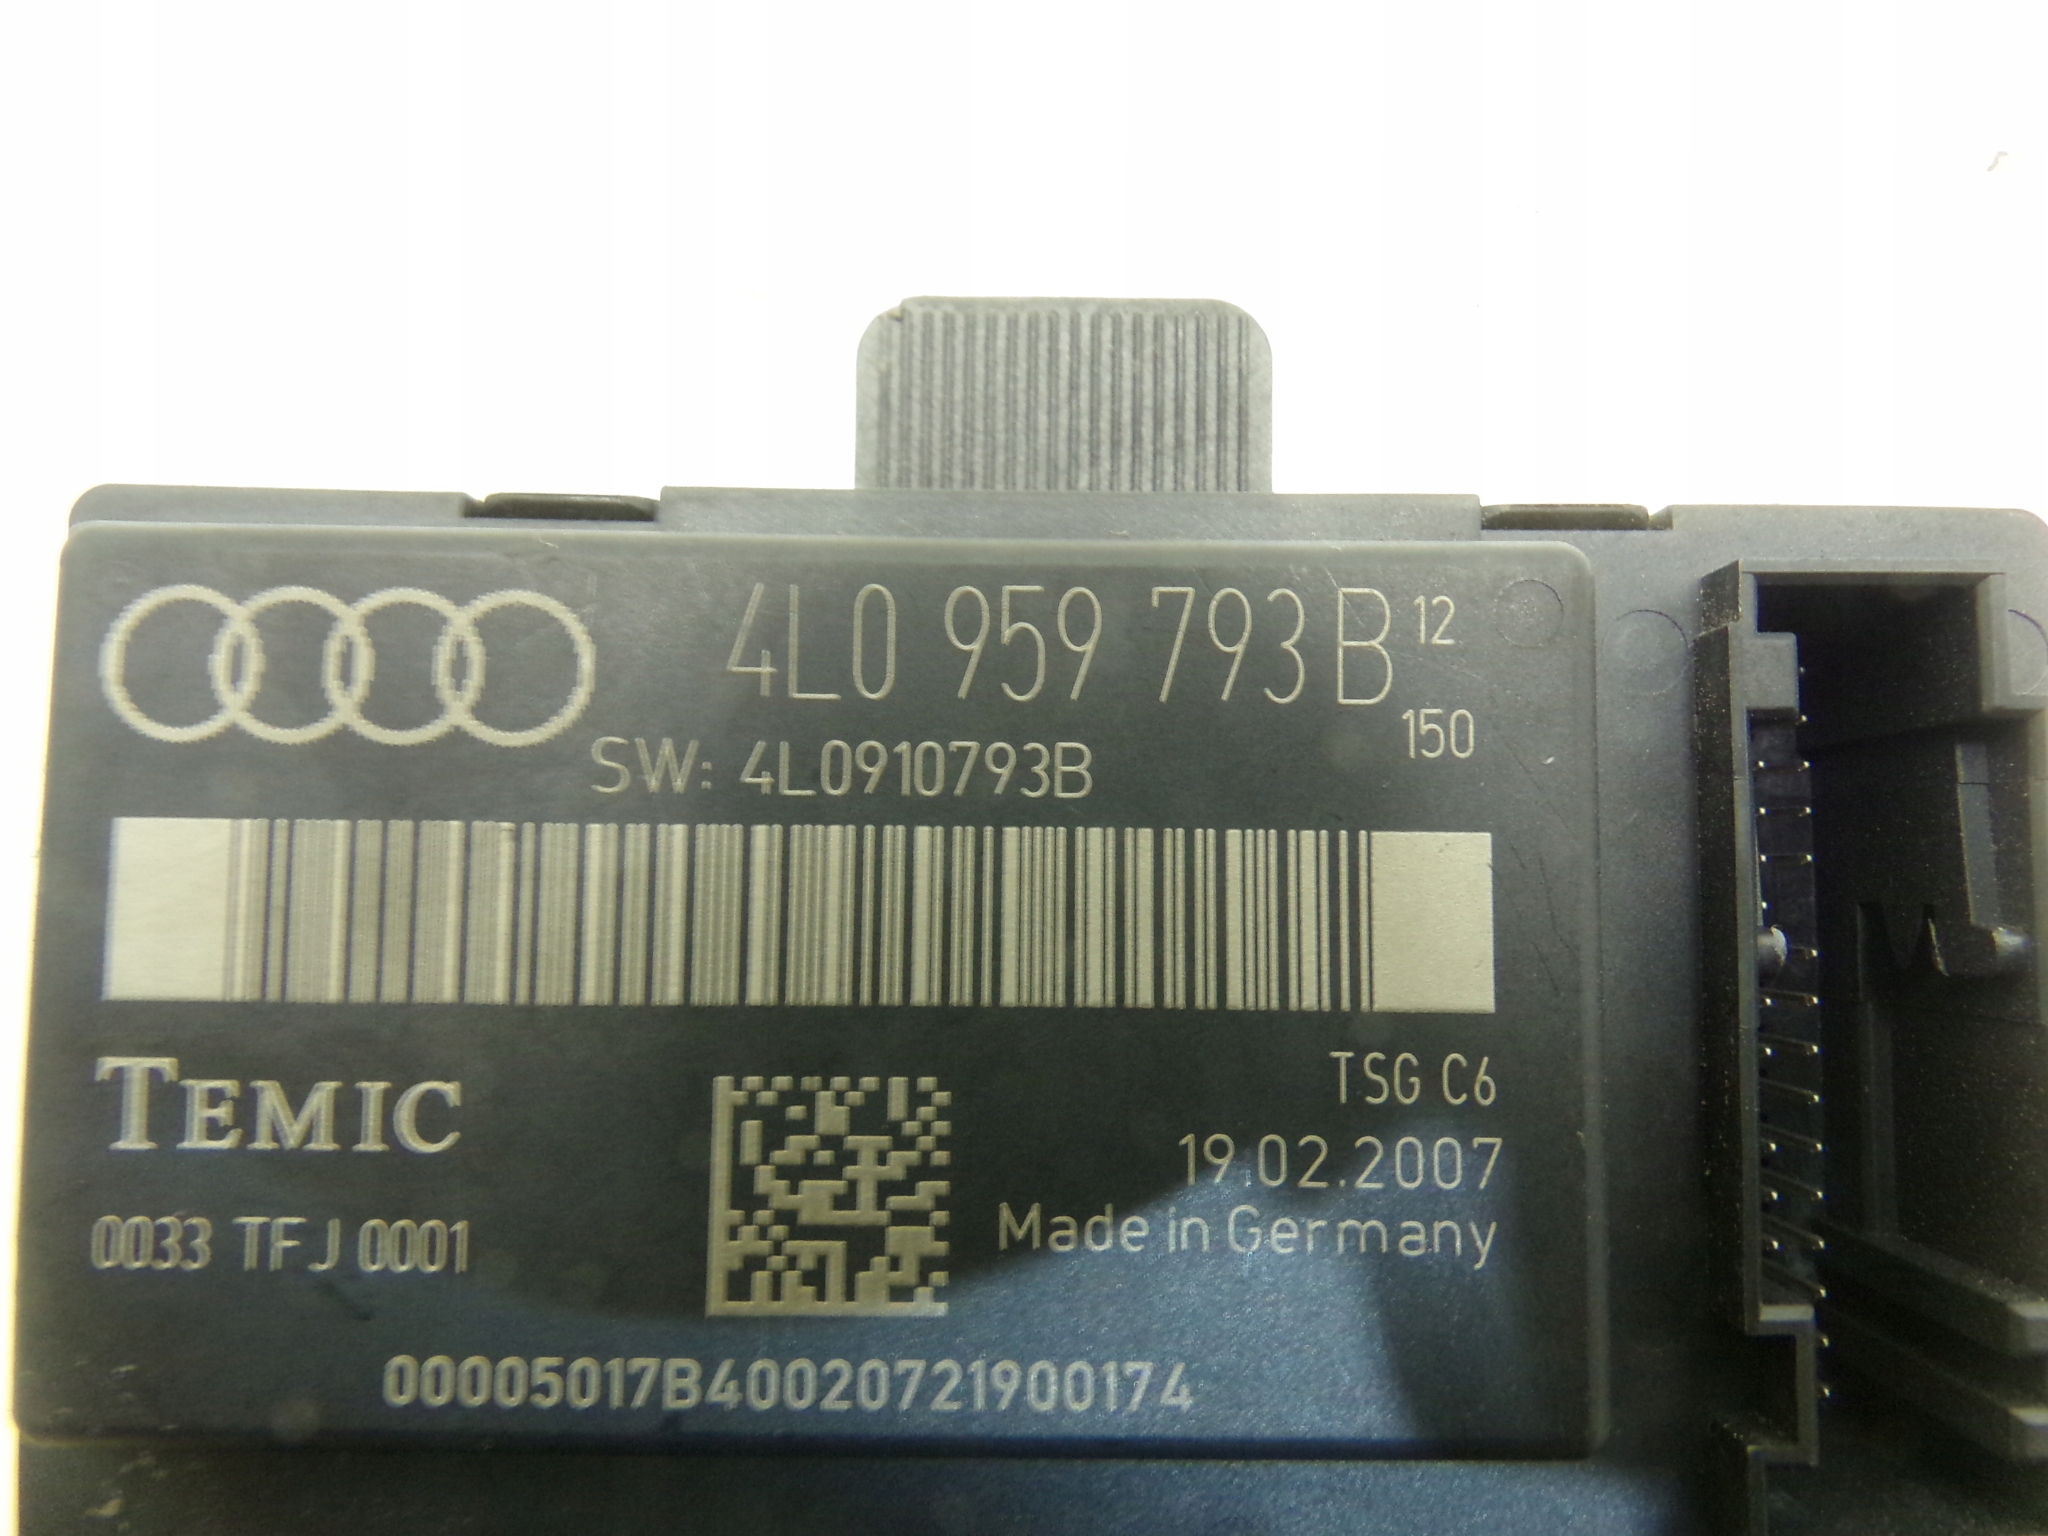 4L0 959 793 B 12
150
SW: 4L0910793B
TEMIC
TSG C6
19.02.2007
Made in Germany
0033 TFJ 0001
00005017B40020721900174